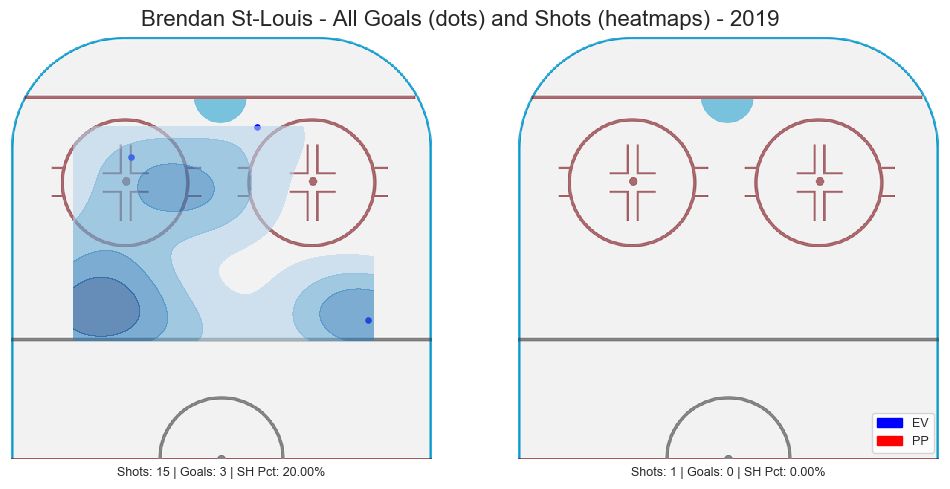 Brendan St-Louis - All Goals (dots) and Shots (heatmaps) - 2019
EV
PP
Shots: 15 | Goals: 3 | SH Pct: 20.00%
Shots: 1 | Goals: 0 | SH Pct: 0.00%